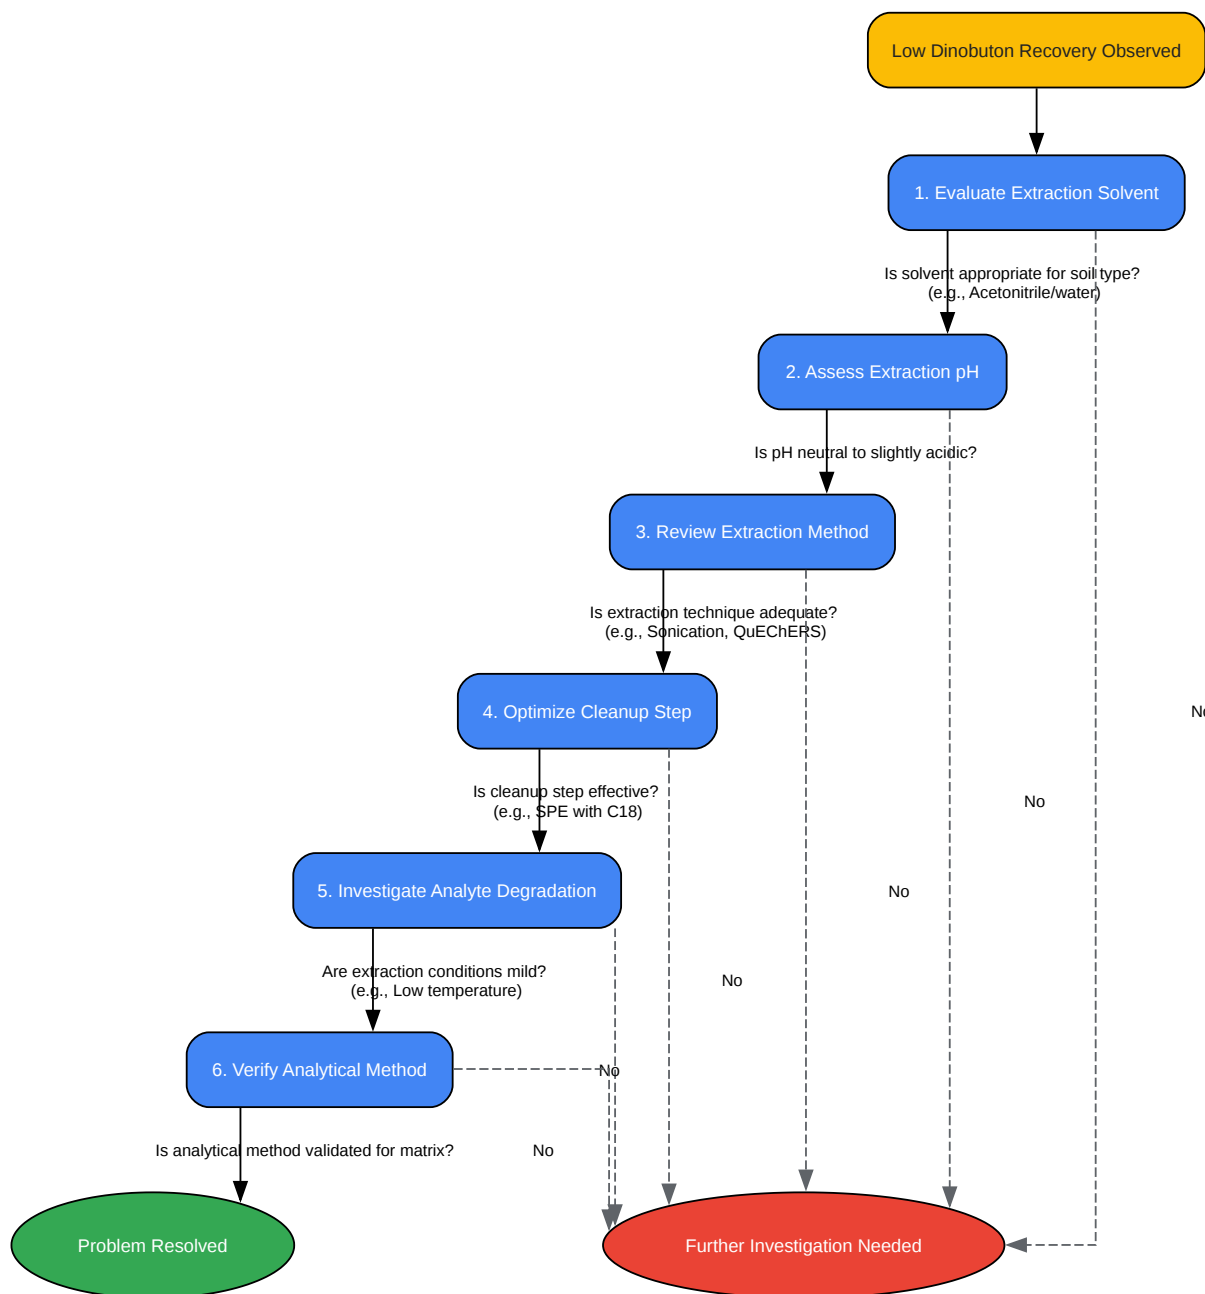 Low Dinobuton Recovery Observed
1. Evaluate Extraction Solvent
Is solvent appropriate for soil type?
(e.g., Acetonitrile/water)
2. Assess Extraction pH
Is pH neutral to slightly acidic?
3. Review Extraction Method
Is extraction technique adequate?
(e.g., Sonication, QuEChERS)
4. Optimize Cleanup Step
No
Is cleanup step effective?
(e.g., SPE with C18)
No
5. Investigate Analyte Degradation
No
Are extraction conditions mild?
(e.g., Low temperature)
No
6. Verify Analytical Method
No
Is analytical method validated for matrix?
No
Problem Resolved
Further Investigation Needed